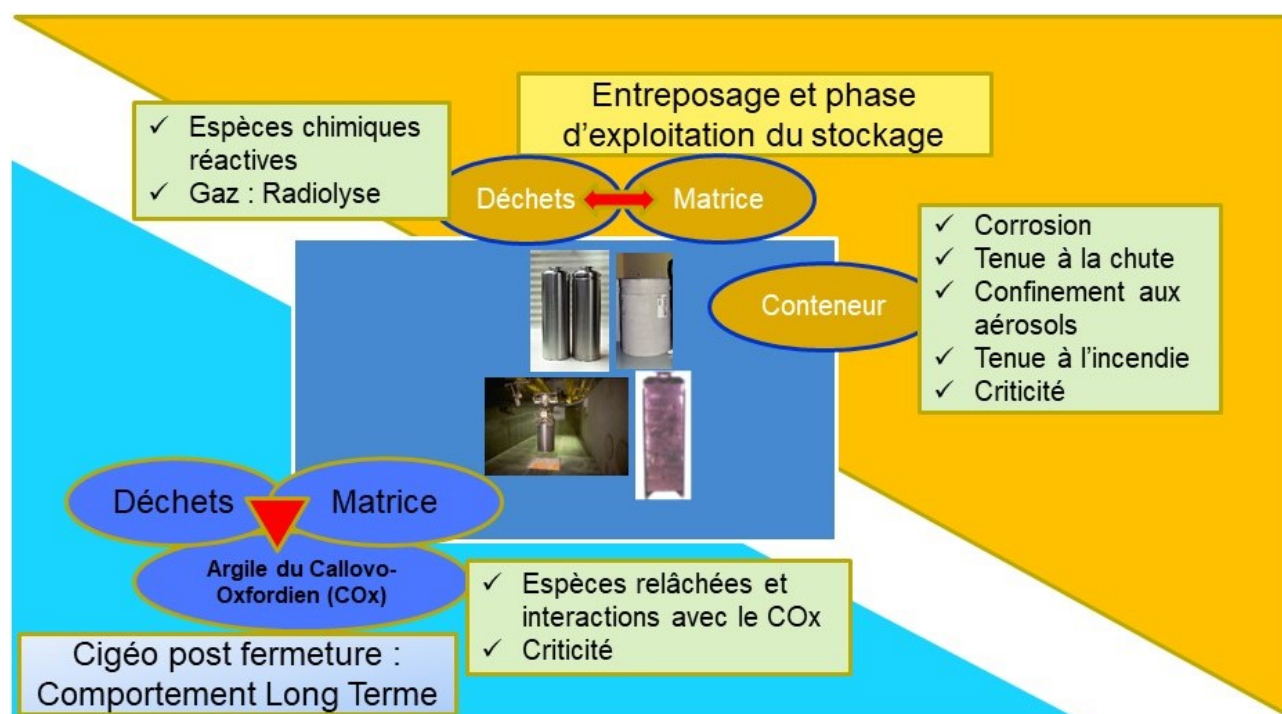 Entreposage et phase
d'exploitation du stockage
✓ Espèces chimiques
réactives
✓ Gaz : Radiolyse
Déchets
Matrice
Conteneur
✓ Corrosion
✓ Tenue à la chute
✓ Confinement aux
aérosols
✓ Tenue à l'incendie
✓ Criticité
Déchets
Matrice
Argile du Callovo-
Oxfordien (COx)
✓ Espèces relâchées et
interactions avec le COx
✓ Criticité
Cigéo post fermeture :
Comportement Long Terme